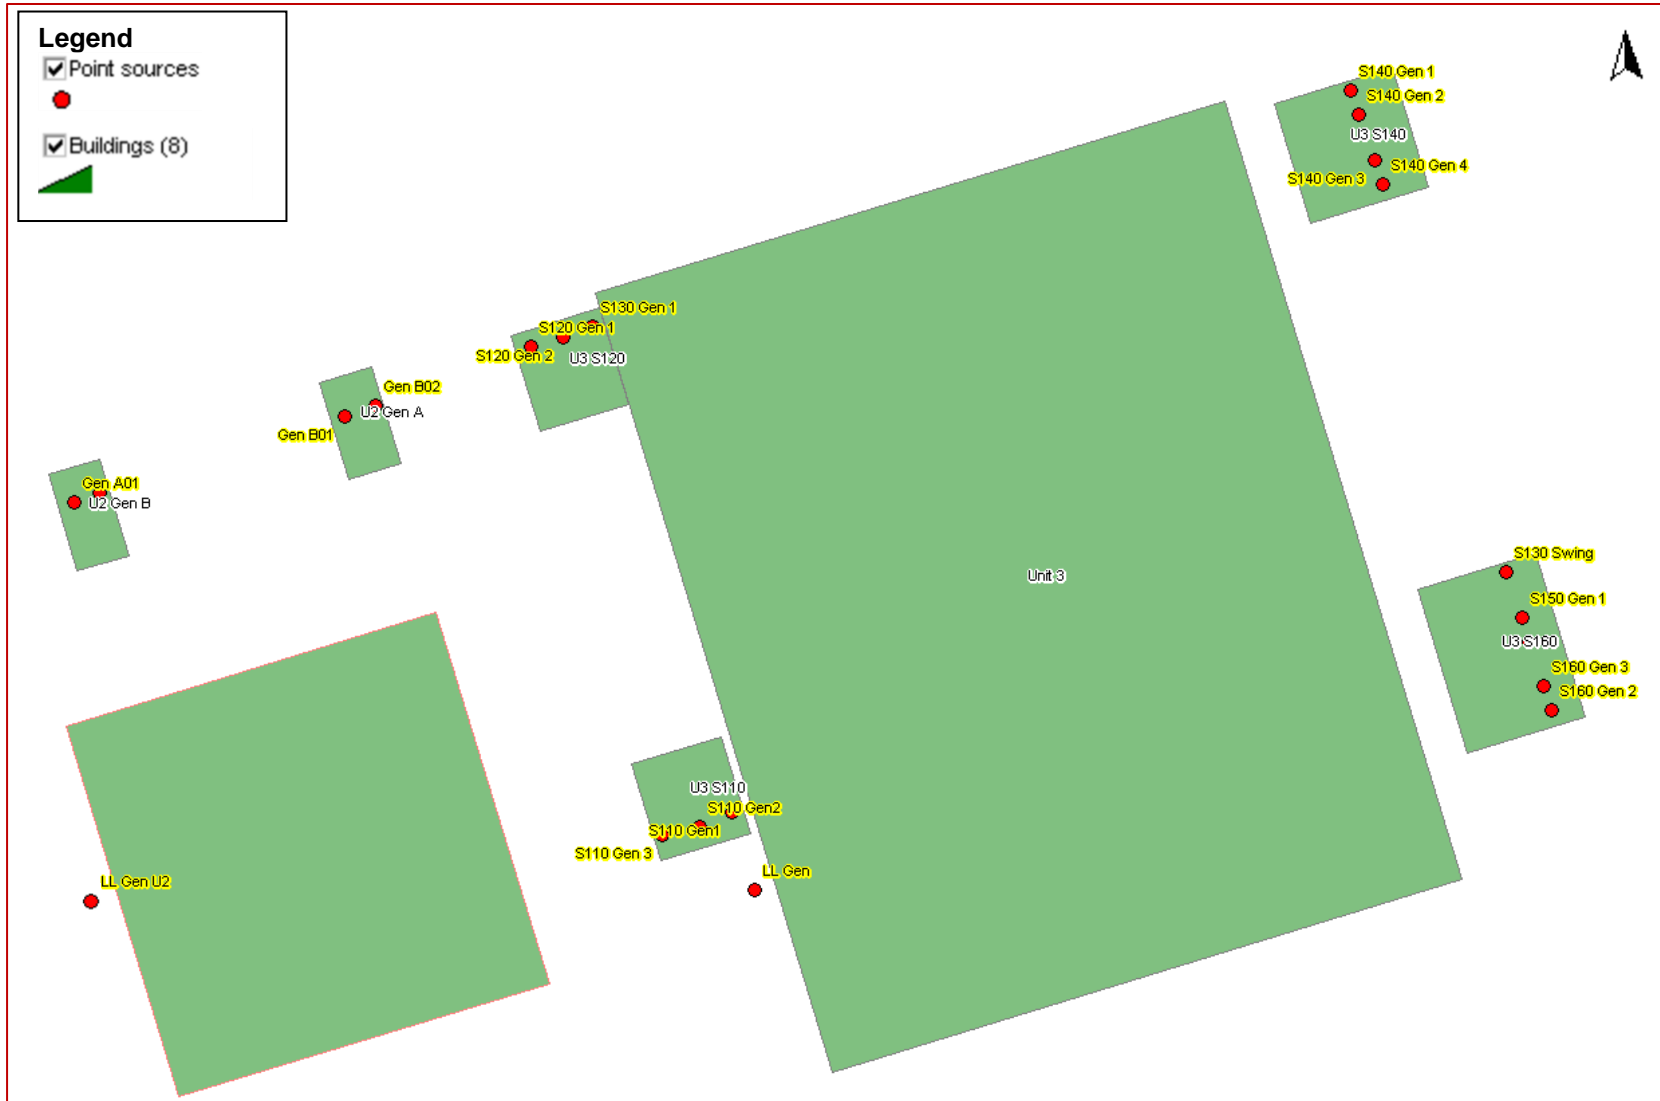 Legend
Point sources
Buildings (8)
S140 Gen 1
S140 Gen 2
U3 S140
S140 Gen 4
S140 Gen 3
S130 Gen 1
S120 Gen 1
S120 Gen 2
U3 S120
Gen B02
U2 Gen A
Gen B01
Gen A01
U2 Gen B
Unit 3
S130 Swing
S150 Gen 1
U3 S160
S160 Gen 3
S160 Gen 2
U3 S110
S110 Gen2
S110 Gen1
S110 Gen 3
LL Gen
LL Gen U2